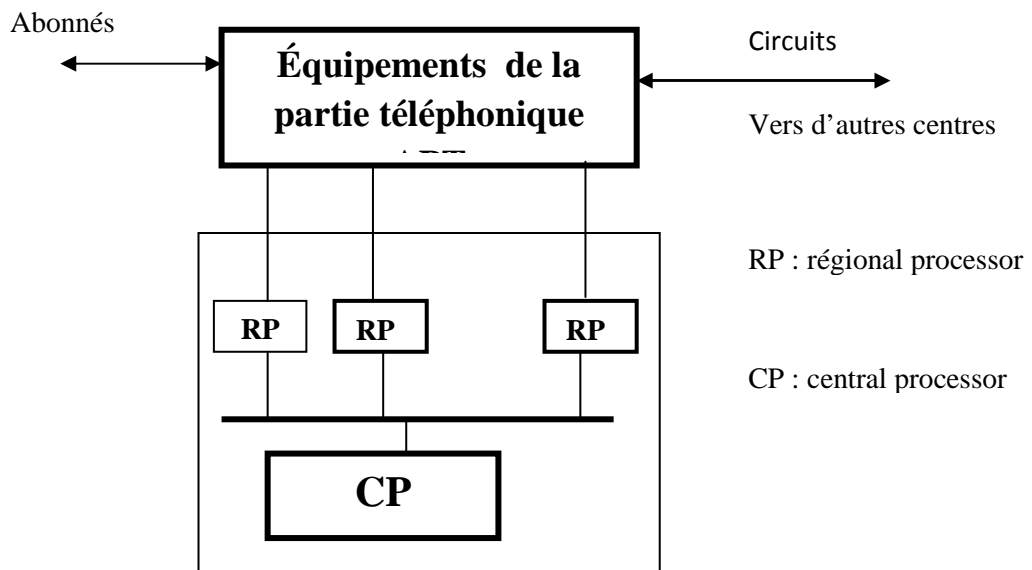 Abonnés
Circuits
Équipements de la
partie téléphonique
Vers d'autres centres
RP : régional processor
RP RP RP
CP : central processor
CP